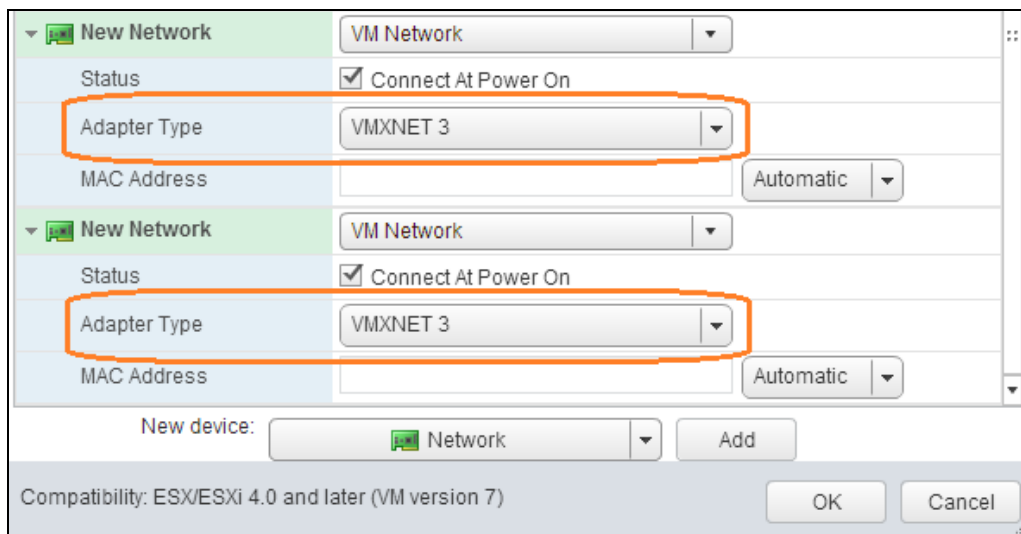 New Network VM Network
Status Connect At Power On
Adapter Type VMXNET 3
MAC Address Automatic
New Network VM Network
Status Connect At Power On
Adapter Type VMXNET 3
MAC Address Automatic
New device: Network Add
Compatibility: ESX/ESXi 4.0 and later (VM version 7) OK Cancel